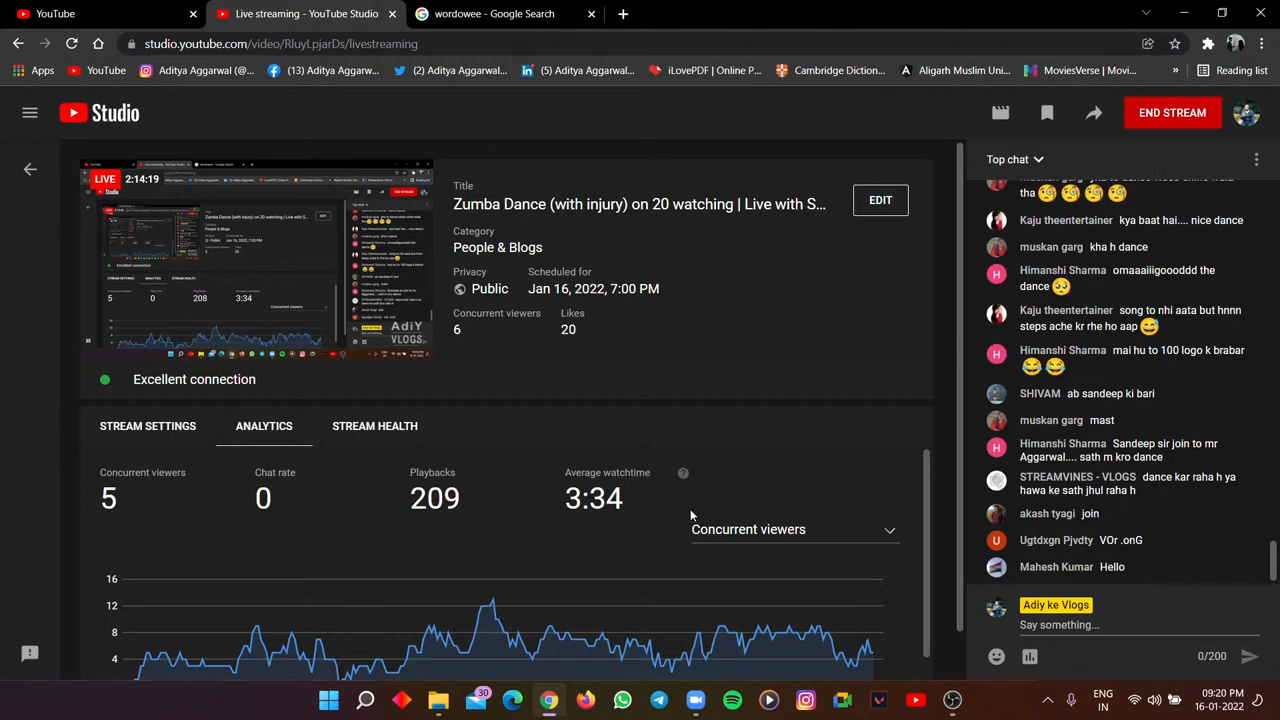 YouTube
Live streaming - YouTube Studio
wordowee - Google Search
studio.youtube.com/video/RluyLpjarDs/livestreaming
Apps
YouTube
Aditya Aggarwal (@...
(13) Aditya Aggarw...
(2) Aditya Aggarwal...
(5) Aditya Aggarwal...
iLovePDF | Online P...
Cambridge Diction...
Aligarh Muslim Uni...
MoviesVerse | Movi...
Reading list
Studio
END STREAM
LIVE 2:14:19
Title
Zumba Dance (with injury) on 20 watching | Live with S...
EDIT
Category
People & Blogs
Privacy
Scheduled for
Public
Jan 16, 2022, 7:00 PM
Concurrent viewers
Likes
6
20
AdiY
VLOGS
Excellent connection
STREAM SETTINGS
ANALYTICS
STREAM HEALTH
Concurrent viewers
Chat rate
Playbacks
Average watchtime
5
0
209
3:34
Concurrent viewers
16
12
8
4
Top chat
tha 🧐 🧐 🧐 🧐
Kaju theentertainer kya baat hai.... nice dance
muskan garg kha h dance
Himanshi Sharma omaaaiiigoooddd the
dance 🥺
Kaju theentertainer song to nhi aata but hnnn
steps ache h rhe ho aap 😅
Himanshi Sharma mai hu to 100 logo k brabar
😂😂
SHIVAM ab sandeep ki bari
muskan garg mast
Himanshi Sharma Sandeep sir join to mr
Aggarwal.... sath m kro dance
STREAMVINES - VLOGS dance kar raha h ya
hawa ke sath jhul raha h
akash tyagi join
Ugtdxgn Pjvdty VOr .onG
Mahesh Kumar Hello
Adiy ke Vlogs
Say something...
0/200
30
ENG
IN
09:20 PM
16-01-2022